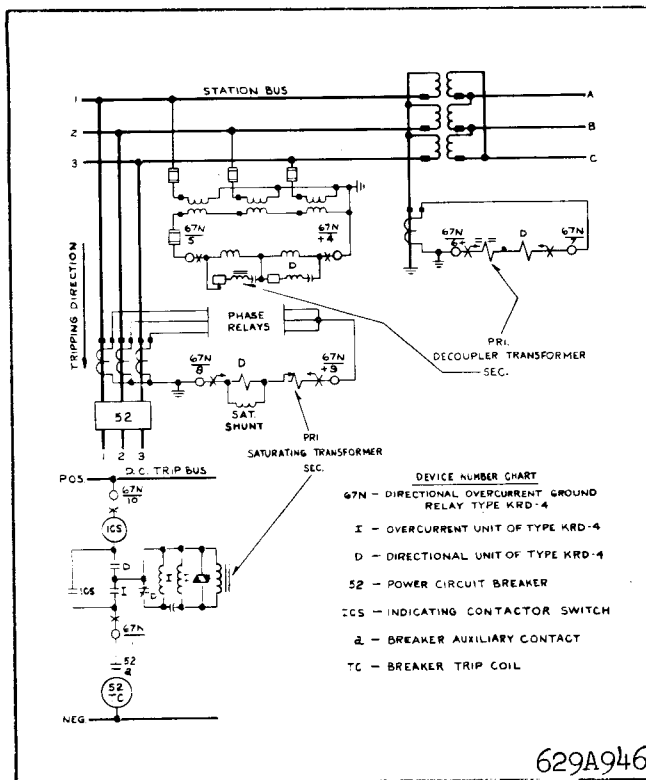 STATION BUS
1
A
2
B
3
C
67N
5
67N
+4
67N
6+
D
67N
7
D
TRIPPING DIRECTION
PHASE
RELAYS
PRI.
DECOUPLER TRANSFORMER
SEC.
67N
8
D
67N
+9
SAT.
SHUNT
52
PRI
SATURATING TRANSFORMER
SEC.
1 2 3
POS.
D.C. TRIP BUS
67N
10
ICS
ICS
D
I
D
I
I
67N
52
a
52
TC
NEG
DEVICE NUMBER CHART
67N - DIRECTIONAL OVERCURRENT GROUND
RELAY TYPE KRD-4
I - OVERCURRENT UNIT OF TYPE KRD-4
D - DIRECTIONAL UNIT OF TYPE KRD-4
52 - POWER CIRCUIT BREAKER
ICS - INDICATING CONTACTOR SWITCH
a - BREAKER AUXILIARY CONTACT
TC - BREAKER TRIP COIL
629A946